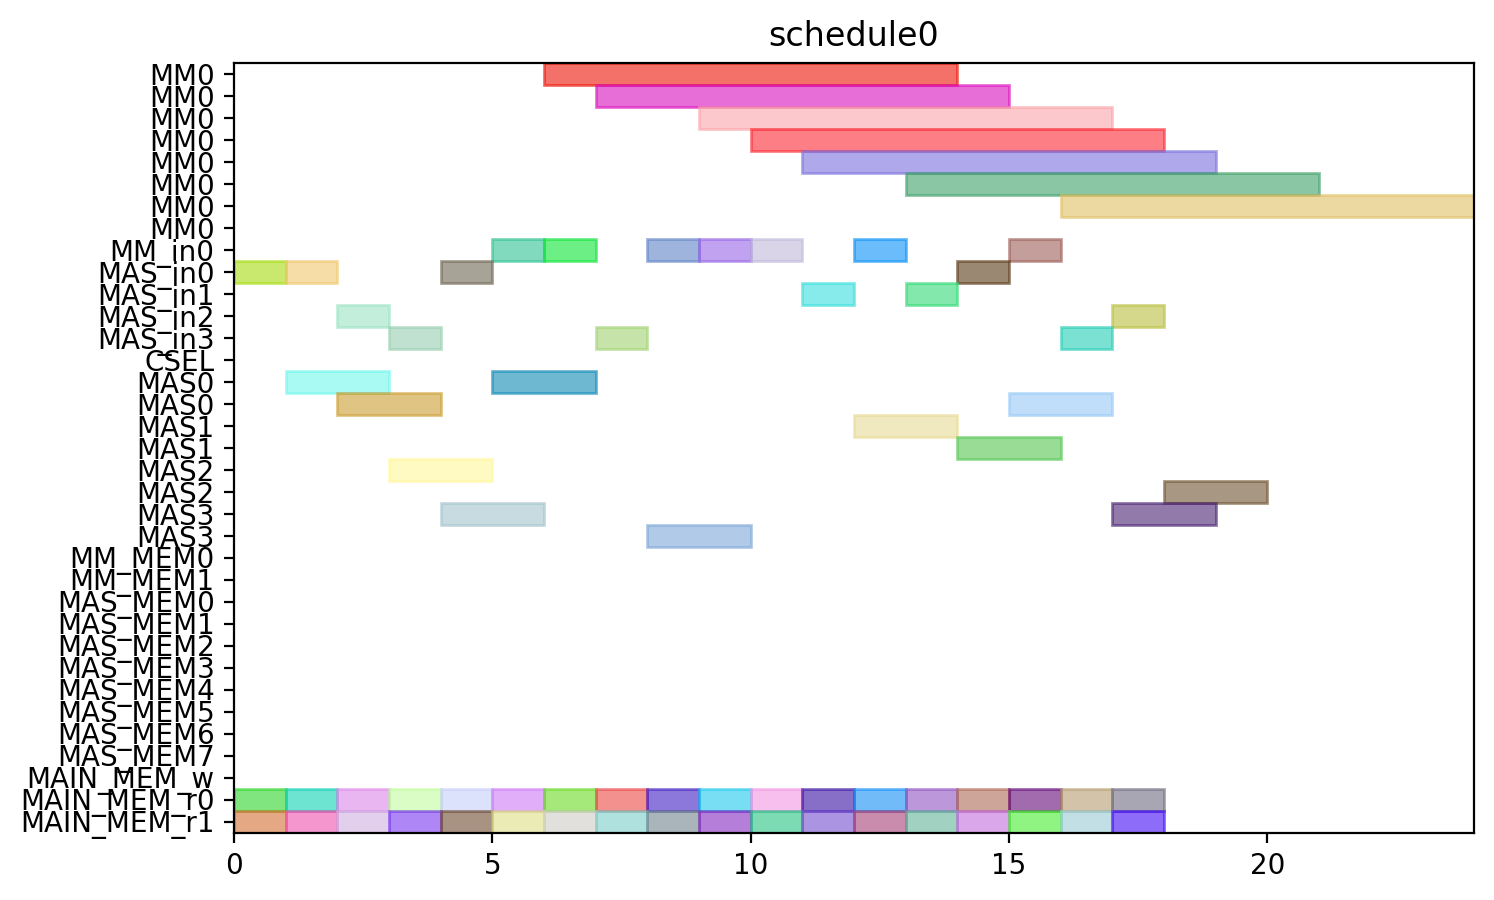 schedule0
MM0
MM0
MM0
MM0
MM0
MM0
MM0
MM0
MM_in0
MAS_in0
MAS_in1
MAS_in2
MAS_in3
CSEL
MAS0
MAS0
MAS1
MAS1
MAS2
MAS2
MAS3
MAS3
MM_MEM0
MM_MEM1
MAS_MEM0
MAS_MEM1
MAS_MEM2
MAS_MEM3
MAS_MEM4
MAS_MEM5
MAS_MEM6
MAS_MEM7
MAIN_MEM_w
MAIN_MEM_r0
MAIN_MEM_r1
0 5 10 15 20